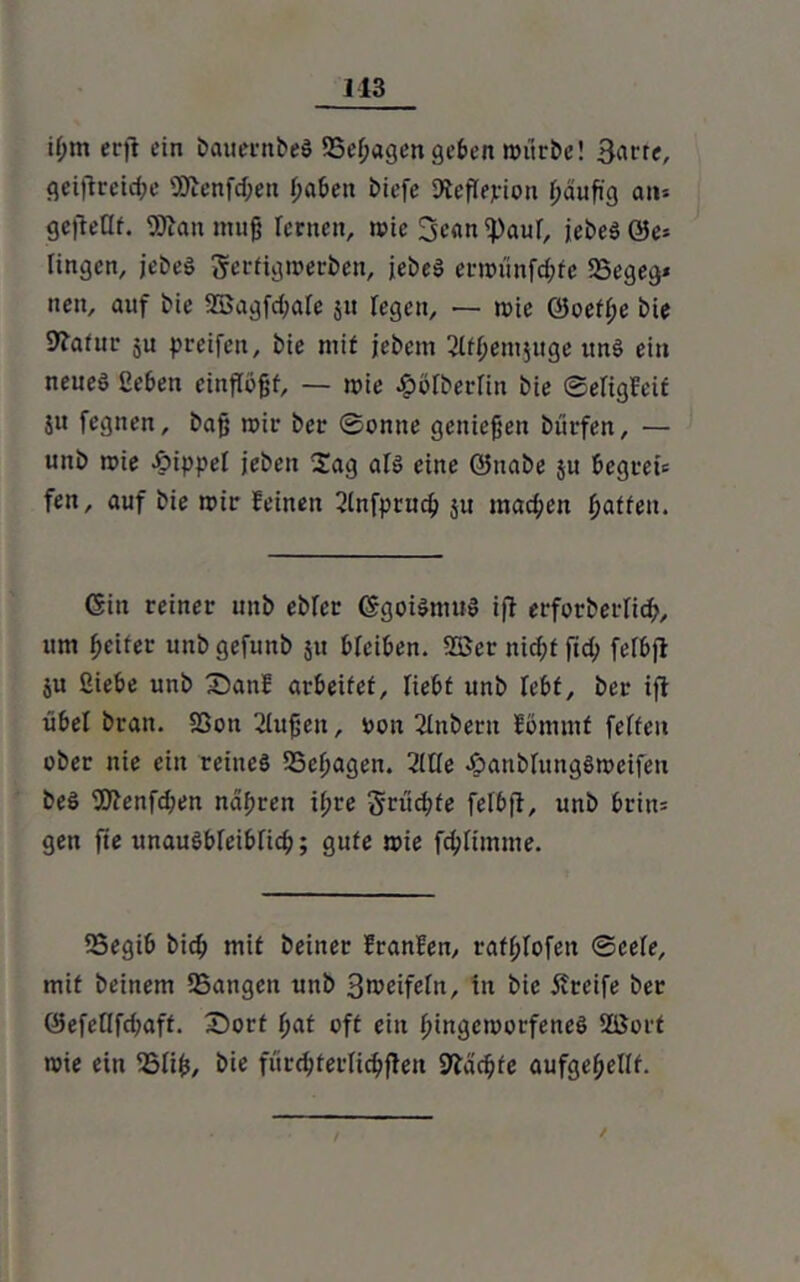 113
ihm erst ein dauerndes Behagen geben würde! Zarte,
geistreiche Menschen haben diese Reflexion häufig an-
gestellt. Man muß lernen, wie Jean Paul, jedes Ge-
lingen, jedes Fertigwerden, jedes erwünschte Begeg-
nen, auf die Wagschale zu legen, — wie Goethe die
Natur zu preisen, die mit jedem Athemzuge uns ein
neues Leben einflößt, — wie Hölderlin die Seligkeit
zu segnen, daß wir der Sonne genießen dürfen, —
und wie Hippel jeden Tag als eine Gnade zu begrei-
fen, auf die wir keinen Anspruch zu machen hatten.
Ein reiner und edler Egoismus ist erforderlich,
um heiter und gesund zu bleiben. Wer nicht sich selbst
zu Liebe und Dank arbeitet, liebt und lebt, der ist
übel dran. Von Außen, von Andern kömmt selten
oder nie ein reines Behagen. Alle Handlungsweisen
des Menschen nähren ihre Früchte selbst, und brin-
gen sie unausbleiblich; gute wie schlimme.
Begib dich mit deiner kranken, rathlosen Seele,
mit deinem Bangen und Zweifeln, in die Kreise der
Gesellschaft. Dort hat oft ein hingeworfenes Wort
wie ein Blitz, die fürchterlichsten Nächte aufgehellt.